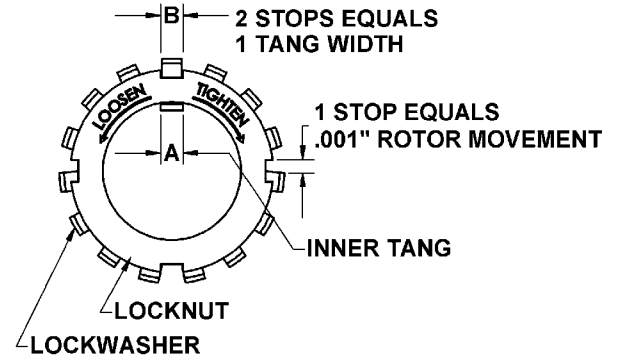 B
2 STOPS EQUALS
1 TANG WIDTH
LOOSEN
TIGHTEN
1 STOP EQUALS
.001" ROTOR MOVEMENT
A
INNER TANG
LOCKNUT
LOCKWASHER